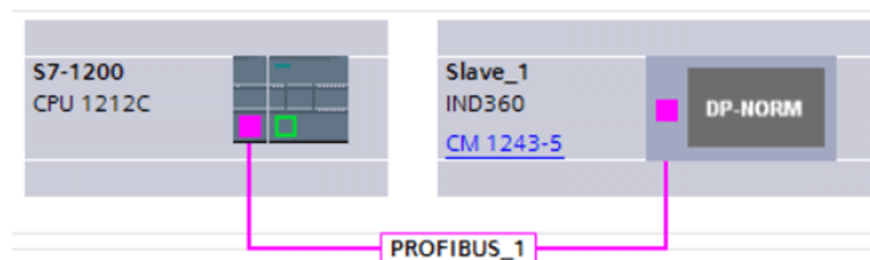 S7-1200
CPU 1212C
Slave_1
IND360
CM 1243-5
DP-NORM
PROFIBUS_1